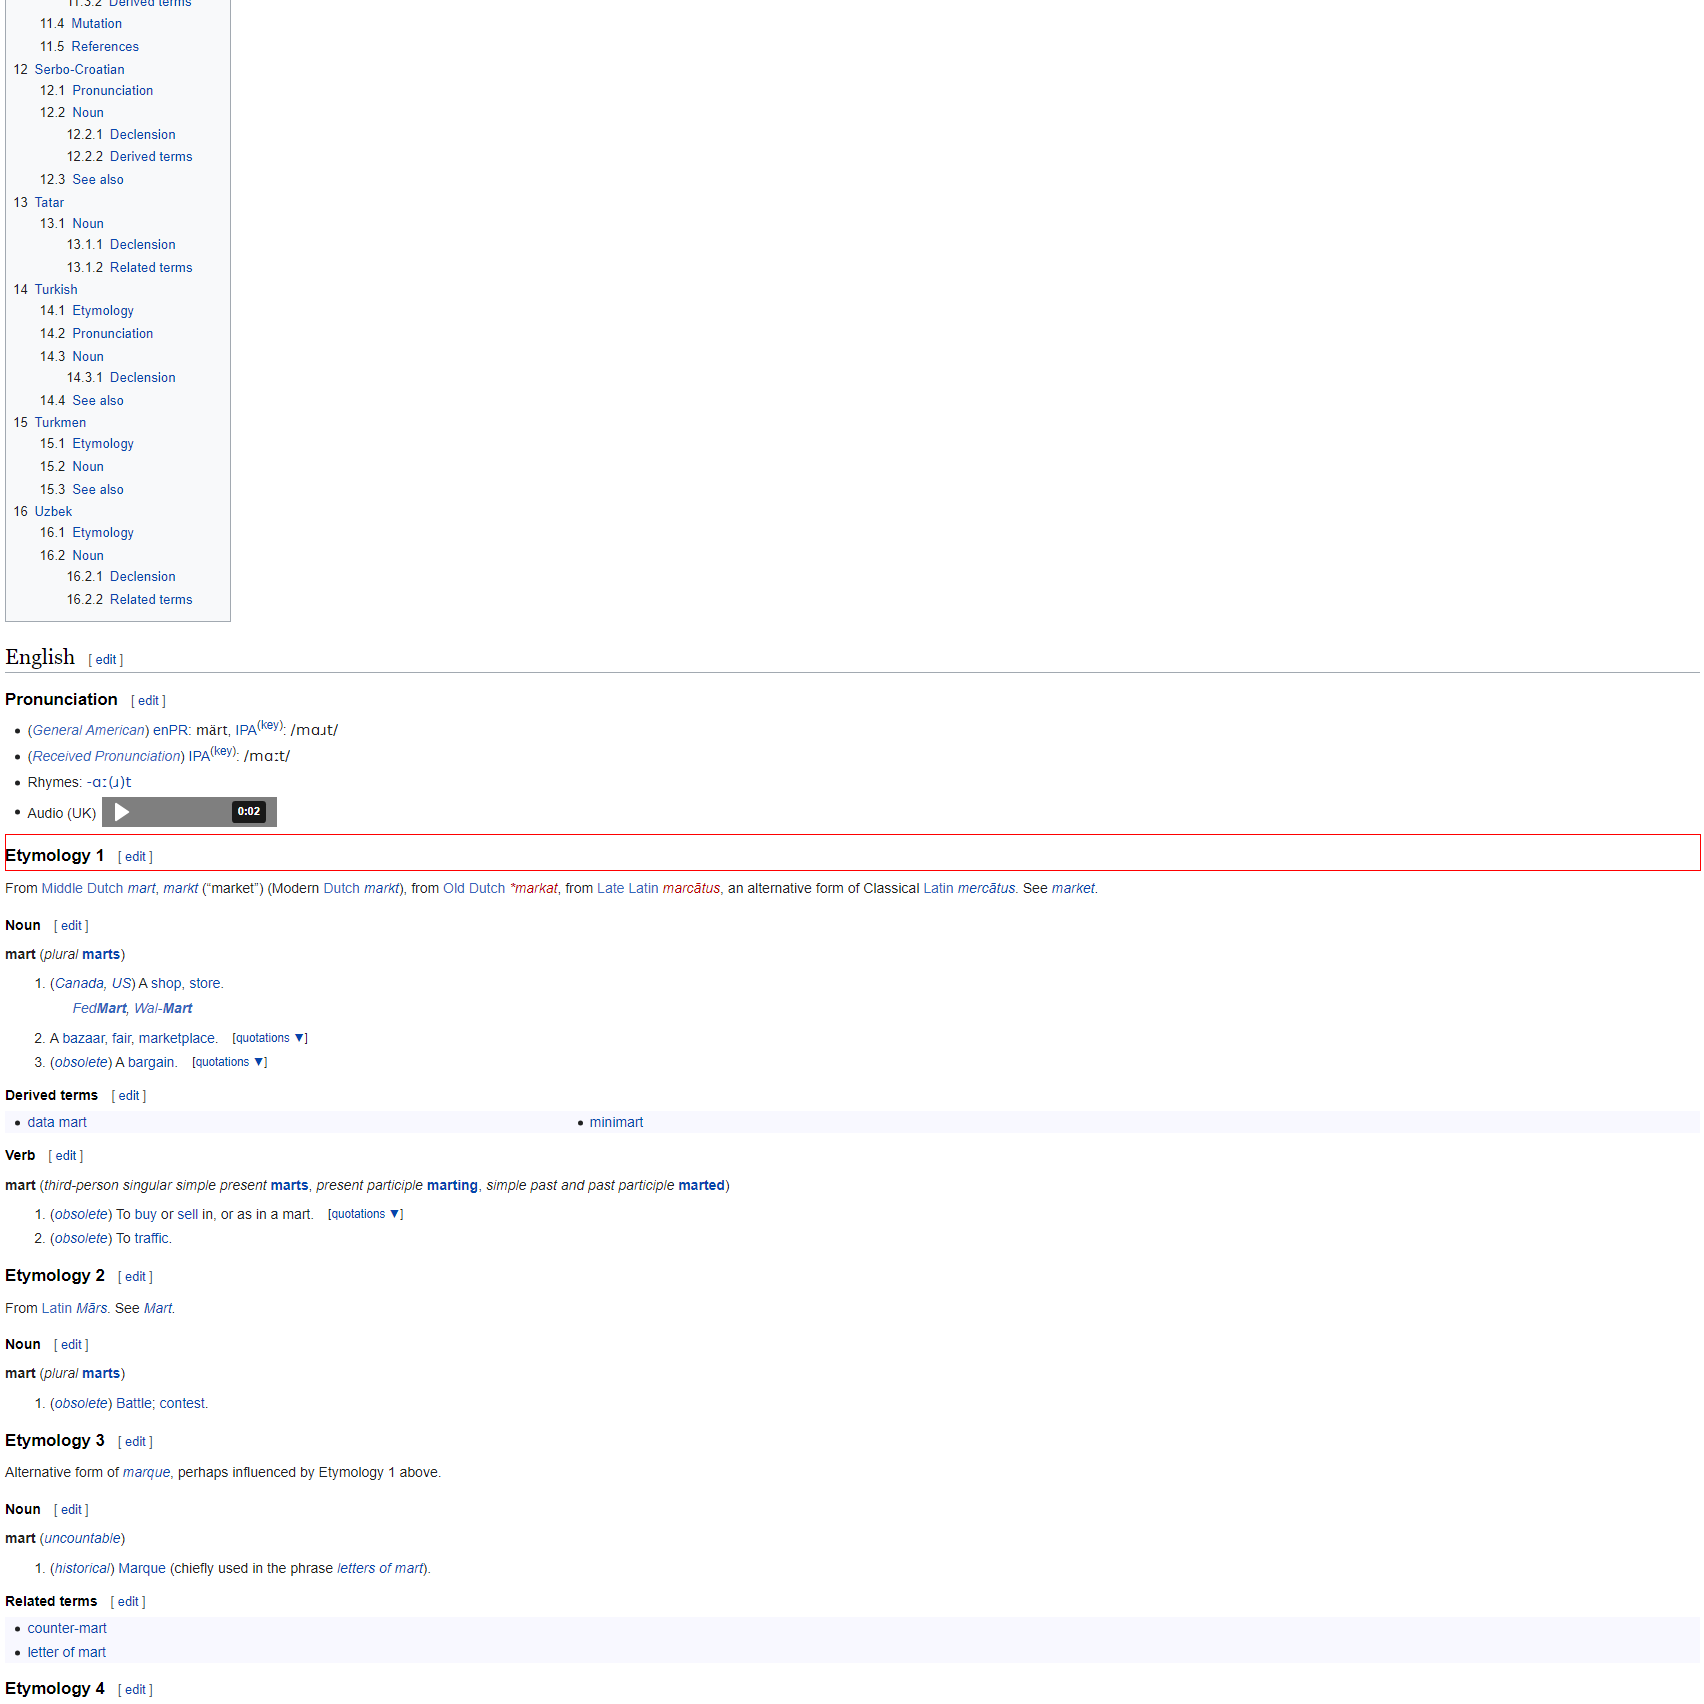 11.3.2 Derived terms
11.4 Mutation
11.5 References
12 Serbo-Croatian
12.1 Pronunciation
12.2 Noun
12.2.1 Declension
12.2.2 Derived terms
12.3 See also
13 Tatar
13.1 Noun
13.1.1 Declension
13.1.2 Related terms
14 Turkish
14.1 Etymology
14.2 Pronunciation
14.3 Noun
14.3.1 Declension
14.4 See also
15 Turkmen
15.1 Etymology
15.2 Noun
15.3 See also
16 Uzbek
16.1 Etymology
16.2 Noun
16.2.1 Declension
16.2.2 Related terms
English [ edit ]
Pronunciation [ edit ]
• (General American) enPR: märt, IPA(key): /mɑɹt/
• (Received Pronunciation) IPA(key): /mɑːt/
• Rhymes: -ɑː(ɹ)t
• Audio (UK) 0:02
Etymology 1 [ edit ]
From Middle Dutch mart, markt (“market”) (Modern Dutch markt), from Old Dutch *markat, from Late Latin marcātus, an alternative form of Classical Latin mercātus. See market.
Noun [ edit ]
mart (plural marts)
1. (Canada, US) A shop, store.
FedMart, Wal-Mart
2. A bazaar, fair, marketplace. [quotations ▼]
3. (obsolete) A bargain. [quotations ▼]
Derived terms [ edit ]
• data mart • minimart
Verb [ edit ]
mart (third-person singular simple present marts, present participle marting, simple past and past participle marted)
1. (obsolete) To buy or sell in, or as in a mart. [quotations ▼]
2. (obsolete) To traffic.
Etymology 2 [ edit ]
From Latin Mārs. See Mart.
Noun [ edit ]
mart (plural marts)
1. (obsolete) Battle; contest.
Etymology 3 [ edit ]
Alternative form of marque, perhaps influenced by Etymology 1 above.
Noun [ edit ]
mart (uncountable)
1. (historical) Marque (chiefly used in the phrase letters of mart).
Related terms [ edit ]
• counter-mart
• letter of mart
Etymology 4 [ edit ]